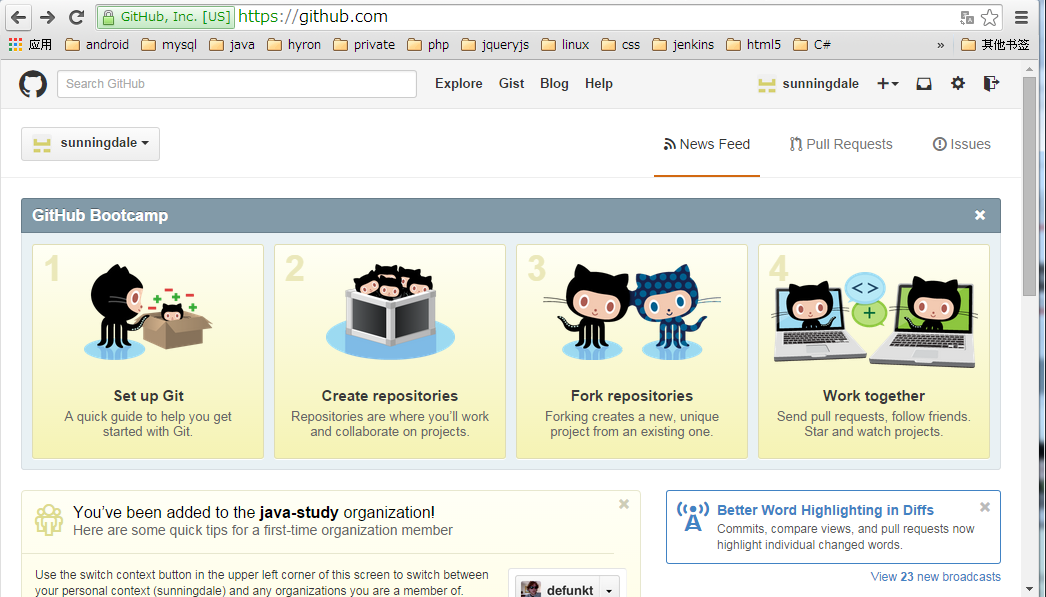 GitHub, Inc. [US] https://github.com
应用 android mysql java hyron private php jqueryjs linux css jenkins html5 C# » 其他书签
Search GitHub Explore Gist Blog Help sunningdale
sunningdale News Feed Pull Requests Issues
GitHub Bootcamp
1
Set up Git
A quick guide to help you get
started with Git.
2
Create repositories
Repositories are where you’ll work
and collaborate on projects.
3
Fork repositories
Forking creates a new, unique
project from an existing one.
4
Work together
Send pull requests, follow friends.
Star and watch projects.
You’ve been added to the java-study organization!
Here are some quick tips for a first-time organization member
Use the switch context button in the upper left corner of this screen to switch between
your personal context (sunningdale) and any organizations you are a member of.
defunkt
Better Word Highlighting in Diffs
Commits, compare views, and pull requests now
highlight individual changed words.
View 23 new broadcasts